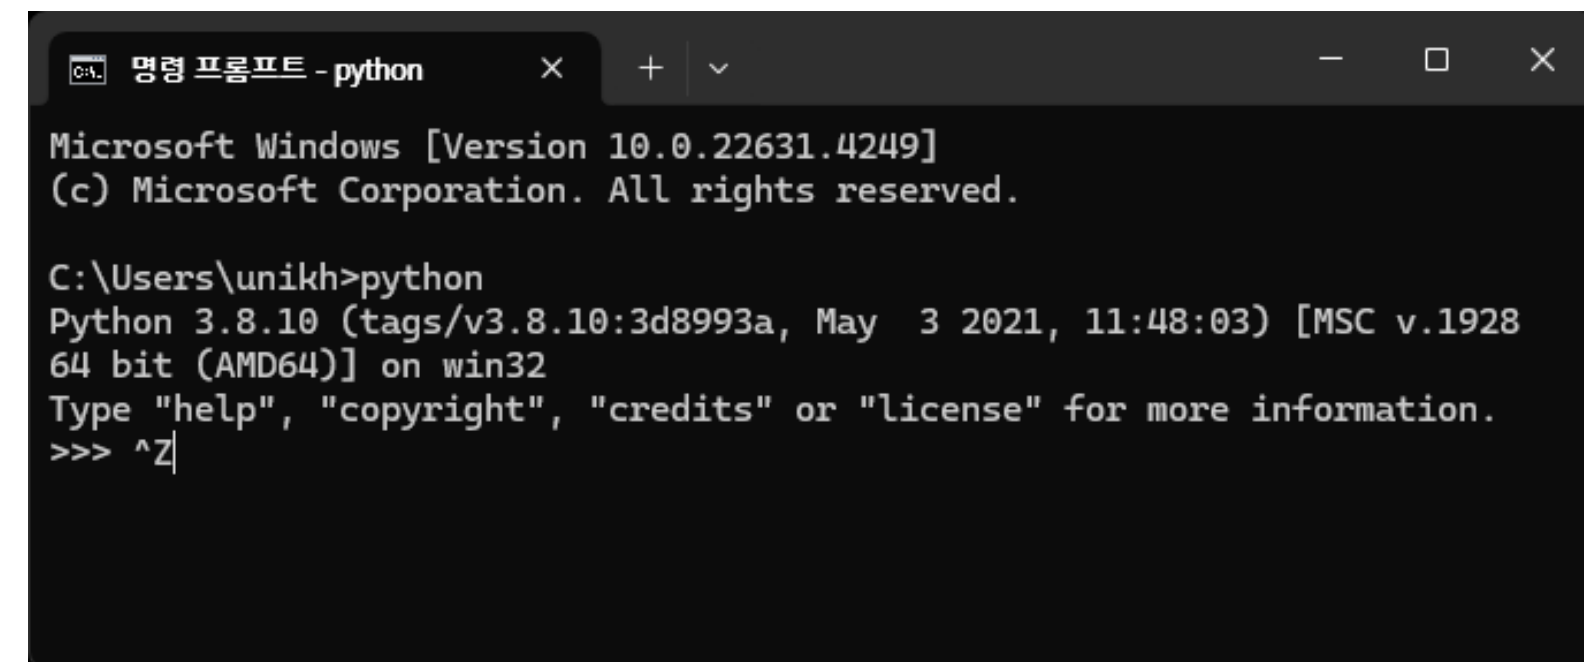 명령 프롬프트 - python
Microsoft Windows [Version 10.0.22631.4249]
(c) Microsoft Corporation. All rights reserved.
C:\Users\unikh>python
Python 3.8.10 (tags/v3.8.10:3d8993a, May  3 2021, 11:48:03) [MSC v.1928
64 bit (AMD64)] on win32
Type "help", "copyright", "credits" or "license" for more information.
>>> ^Z